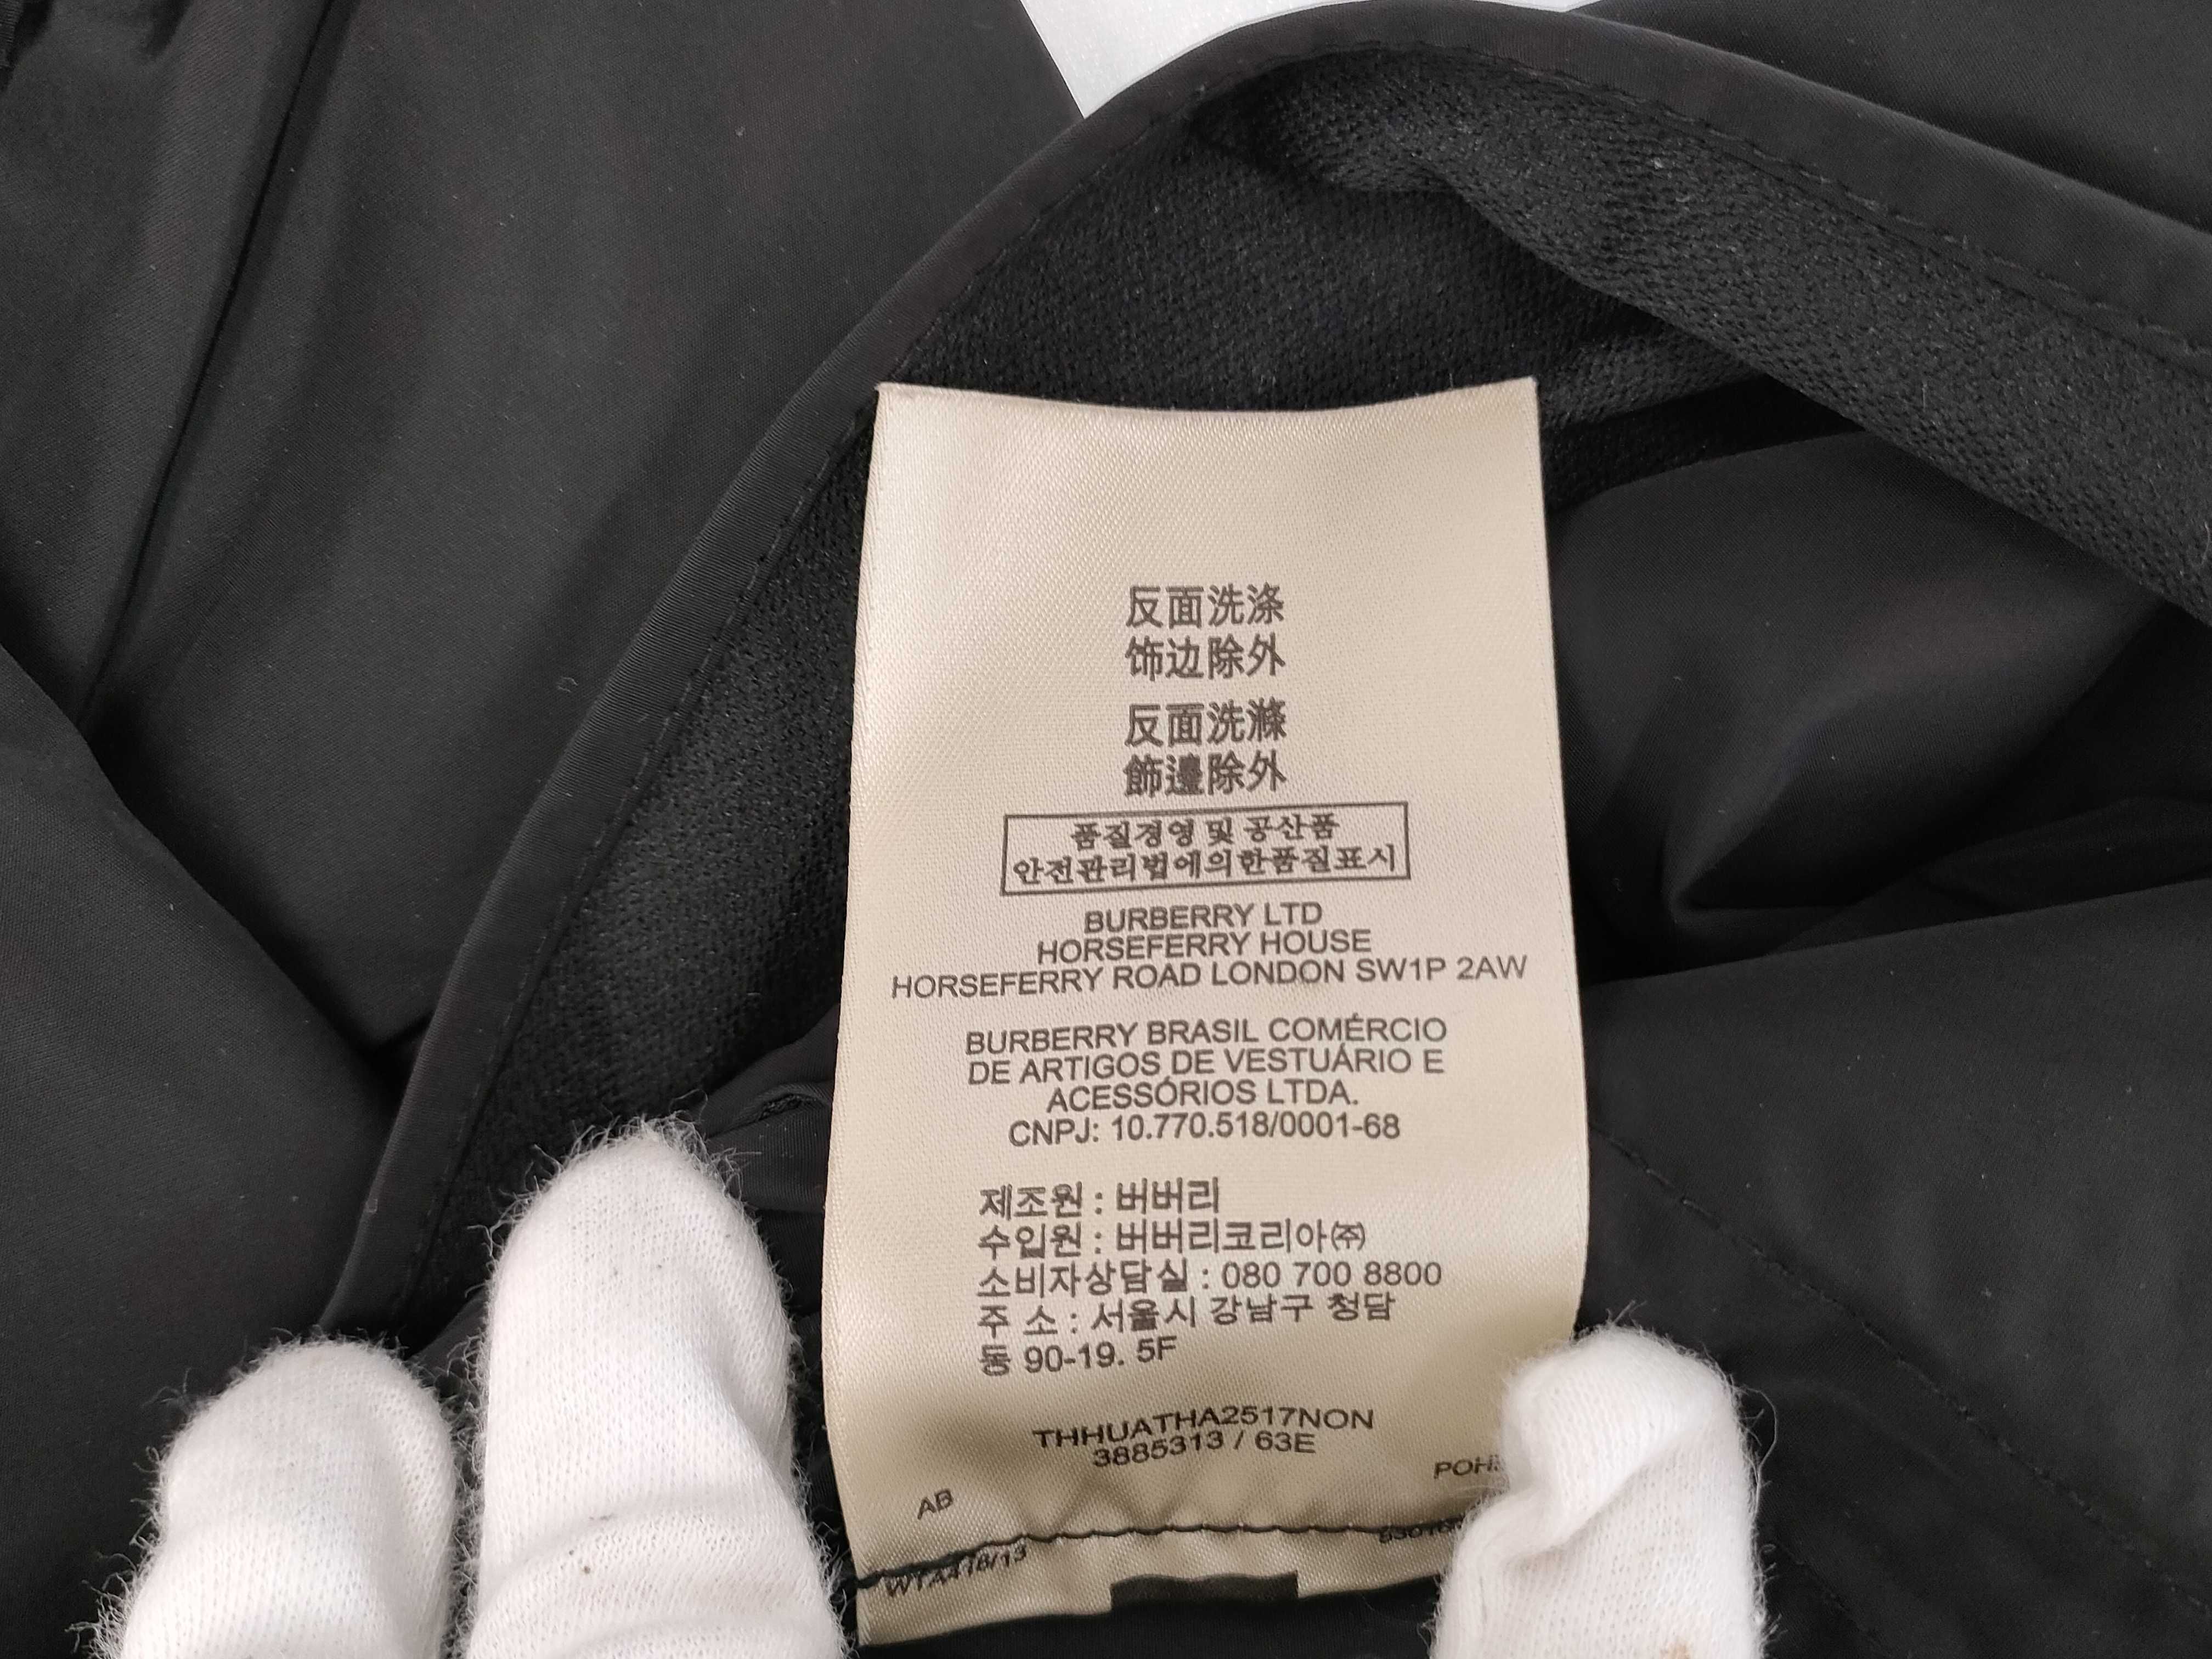 反面洗涤
饰边除外
反面洗滌
飾邊除外
품질경영 및 공산품
안전관리법에의한품질표시
BURBERRY LTD
HORSEFERRY HOUSE
HORSEFERRY ROAD LONDON SW1P 2AW
BURBERRY BRASIL COMÉRCIO
DE ARTIGOS DE VESTUÁRIO E
ACESSÓRIOS LTDA.
CNPJ: 10.770.518/0001-68
제조원 : 버버리
수입원 : 버버리코리아㈜
소비자상담실 : 080 700 8800
주 소 : 서울시 강남구 청담
동 90-19. 5F
THHUATHA2517NON
3885313 / 63E
AB